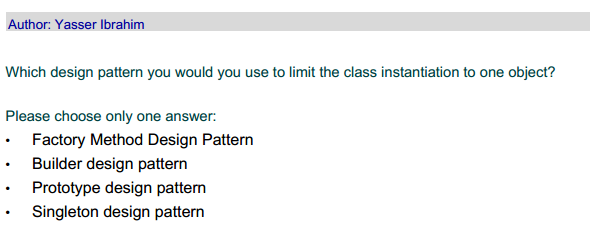 Author: Yasser Ibrahim
Which design pattern you would you use to limit the class instantiation to one object?
Please choose only one answer:
• Factory Method Design Pattern
• Builder design pattern
• Prototype design pattern
• Singleton design pattern